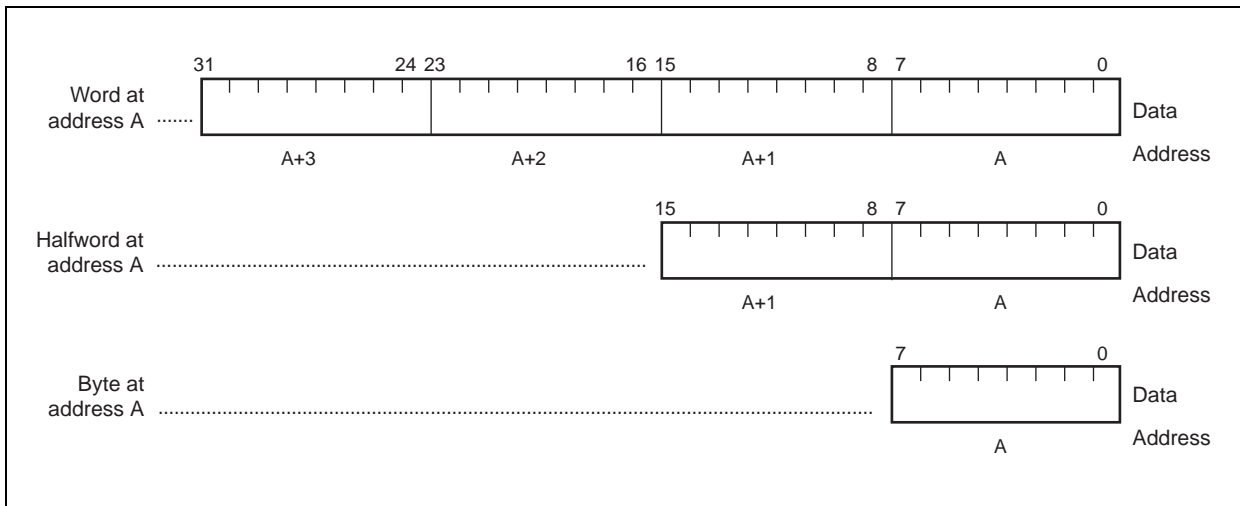 31 24 23 16 15 8 7 0
Word at
address A ....... Data
A+3 A+2 A+1 A Address
15 8 7 0
Halfword at
address A ........ Data
A+1 A Address
7 0
Byte at
address A ........ Data
A Address